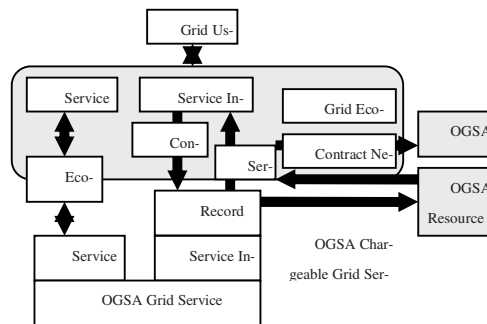 Grid Us-
Service
Service In-
Grid Eco-
OGSA
Con-
Contract Ne-
Ser-
Eco-
OGSA
Resource
Record
Service
Service In-
OGSA Char-
geable Grid Ser-
OGSA Grid Service